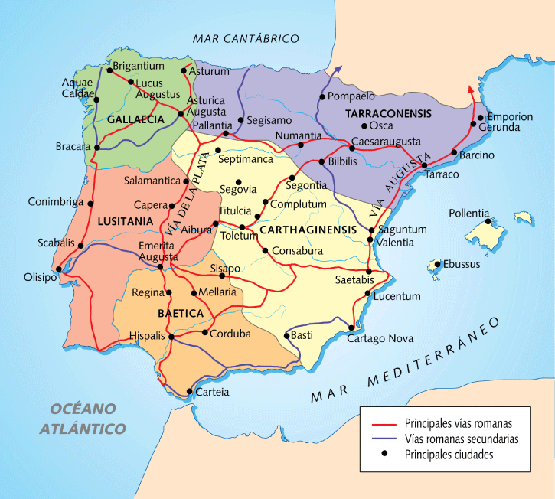 MAR CANTÁBRICO
Brigantium
Asturum
Aquae
Caldae
Lucus
Augustus
Pompaelo
Asturica
Augusta
TARRACONENSIS
Emporion
GALLAECIA
Segisamo
Osca
Gerunda
Pallantia
Numantia
Bracara
Caesaraugusta
Septimanca
Bilbilis
Barcino
VÍA AUGUSTA
Tarraco
Salamantica
Segovia
Segontia
VÍA DE LA PLATA
Conimbriga
Capera
Titulcia
Complutum
Pollentia
LUSITANIA
Aibura
Toletum
CARTHAGINENSIS
Saguntum
Valentia
Scabalis
Emerita
Augusta
Consabura
Olisipo
Sisapo
Ebussus
Saetabis
Regina
Mellaria
Lucentum
BAETICA
Hispalis
Corduba
Basti
Cartago Nova
MAR MEDITERRÁNEO
Carteia
OCÉANO
ATLÁNTICO
Principales vías romanas
Vías romanas secundarias
Principales ciudades